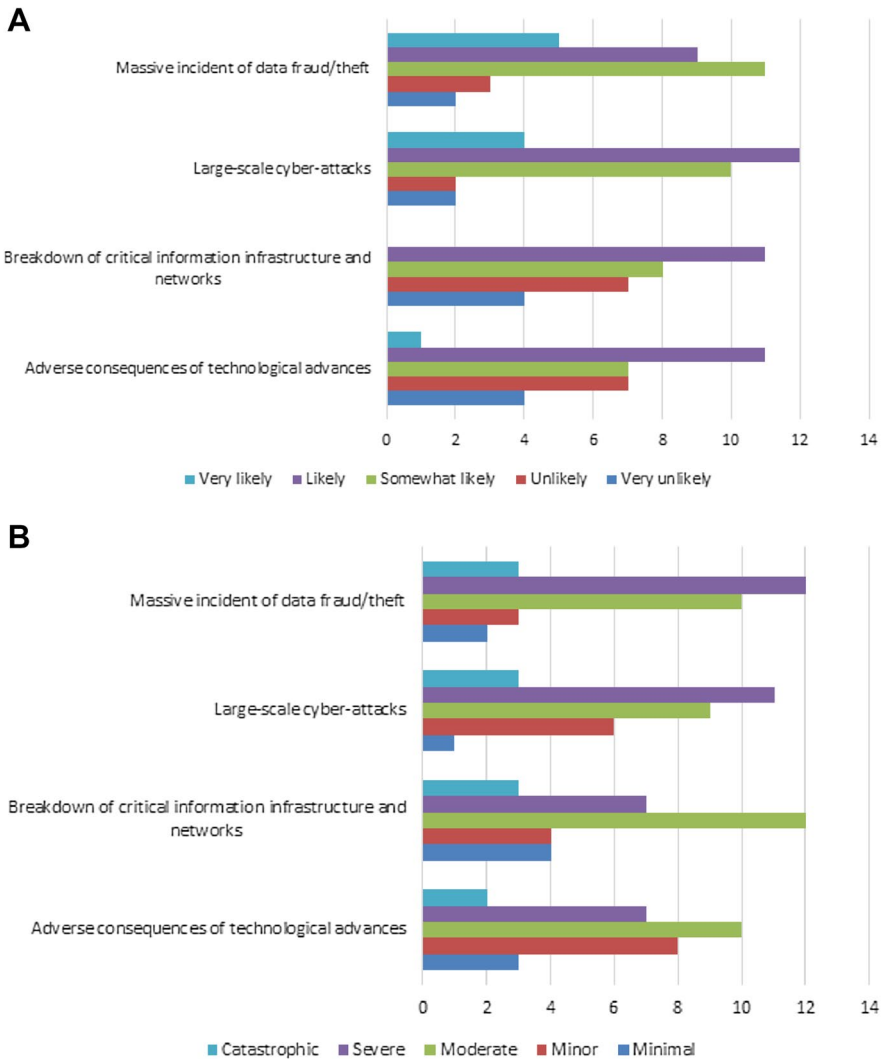 A
Massive incident of data fraud/theft
Large-scale cyber-attacks
Breakdown of critical information infrastructure and
networks
Adverse consequences of technological advances
0 2 4 6 8 10 12 14
Very likely Likely Somewhat likely Unlikely Very unlikely
B
Massive incident of data fraud/theft
Large-scale cyber-attacks
Breakdown of critical information infrastructure and
networks
Adverse consequences of technological advances
0 2 4 6 8 10 12 14
Catastrophic Severe Moderate Minor Minimal